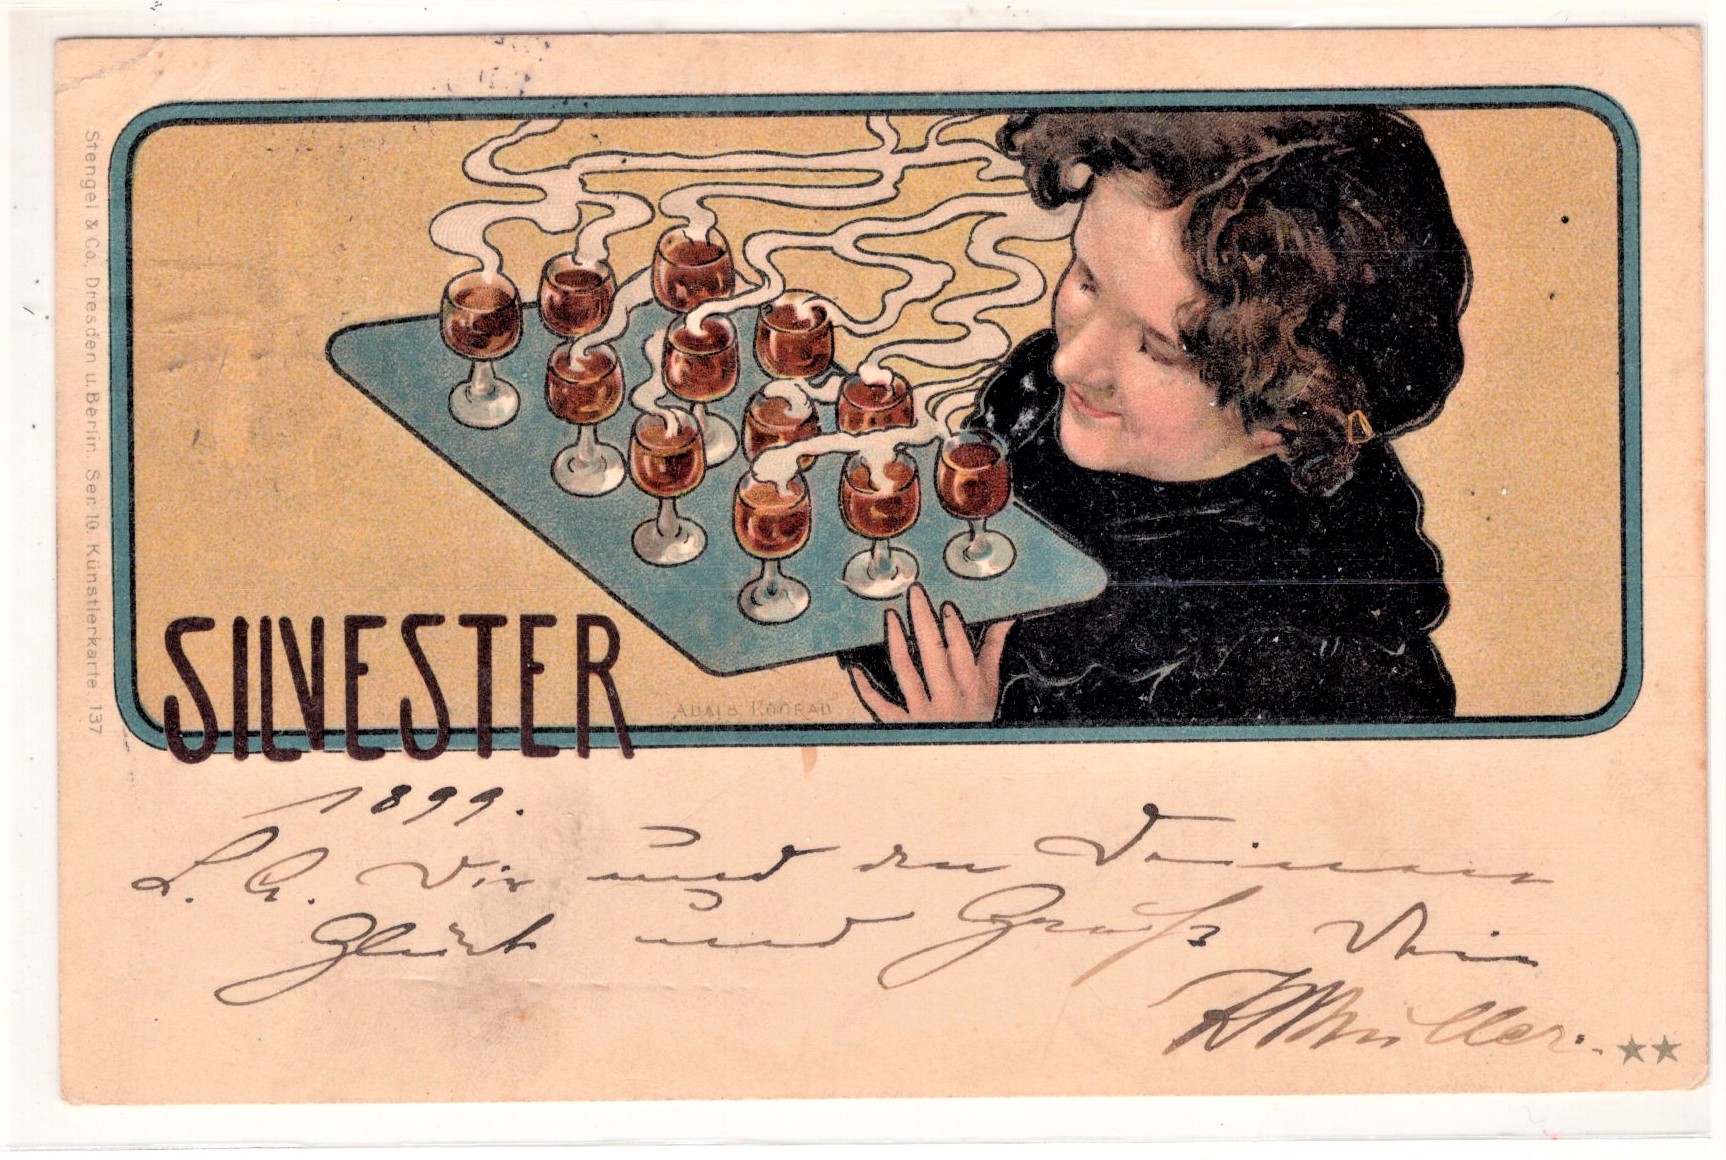 Stengel & Co., Dresden u. Berlin. Ser. 10. Künstlerkarte 137
SILVESTER
ADALB KONRAD
1899.
L. G. Dir und den Deinen
Glück und Gruß Dein
Müller.